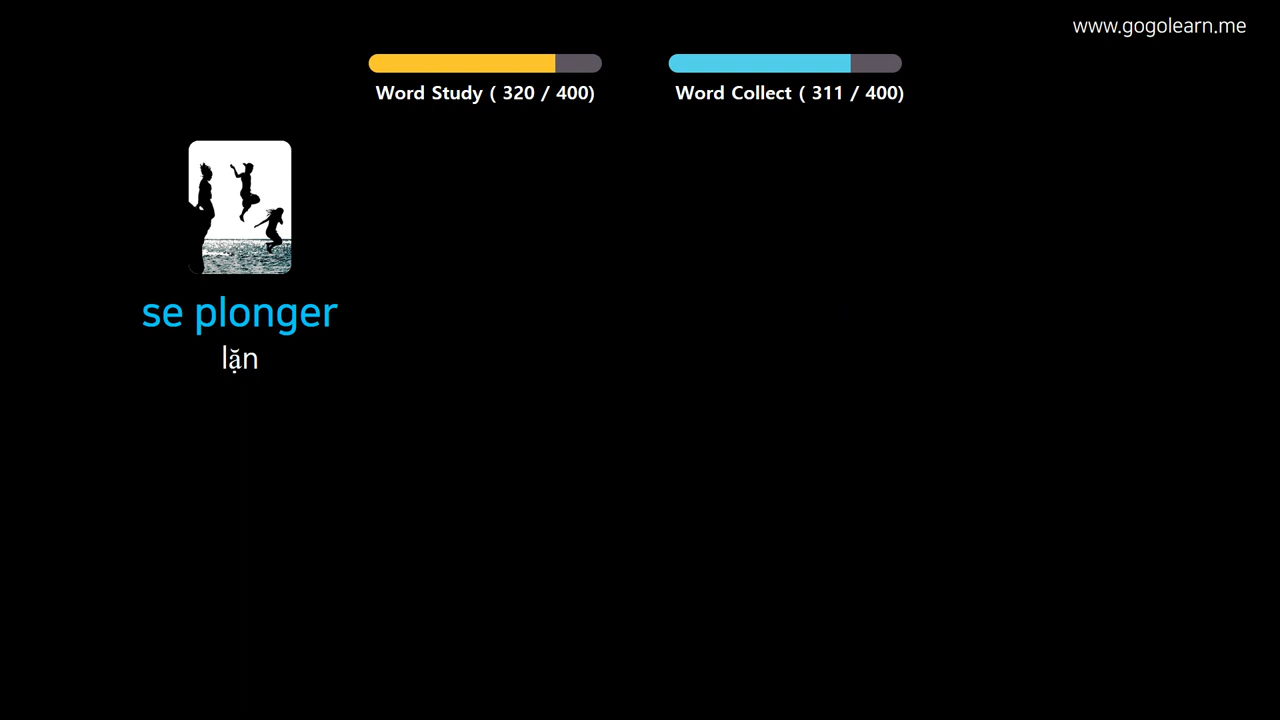 www.gogolearn.me
Word Study ( 320 / 400)
Word Collect ( 311 / 400)
se plonger
lặn